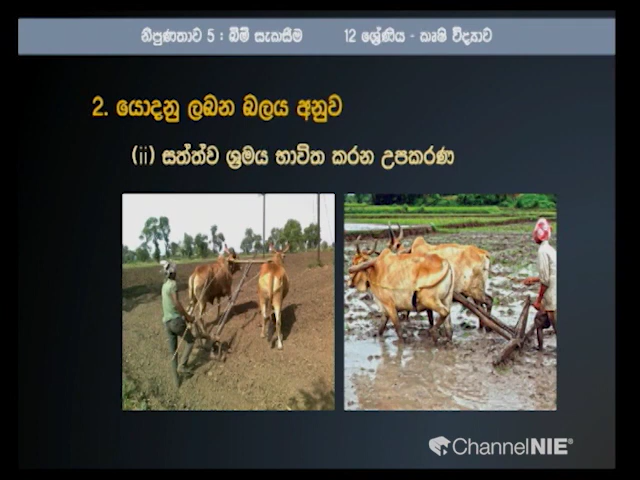 නිපුණතාව 5 : බිම් සැකසීම 12 ශ්‍රේණිය - කෘෂි විද්‍යාව
2. යොදනු ලබන බලය අනුව
(ii) සත්ත්ව ශ්‍රමය භාවිත කරන උපකරණ
ChannelNIE®